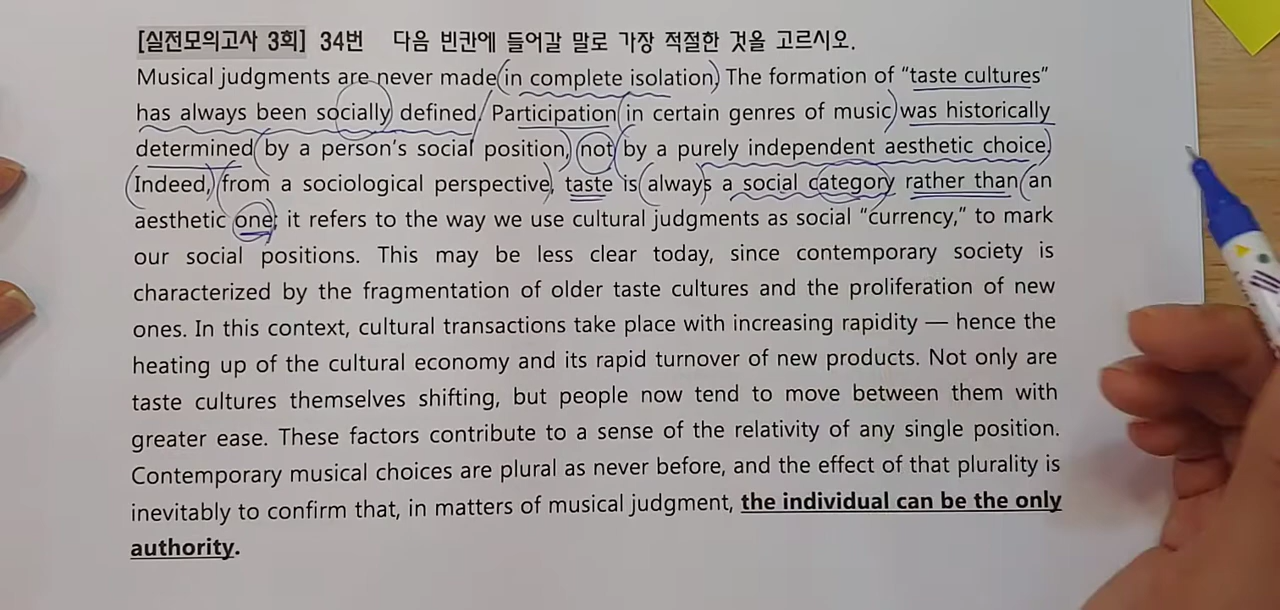 [실전모의고사 3회] 34번 다음 빈칸에 들어갈 말로 가장 적절한 것을 고르시오.
Musical judgments are never made in complete isolation. The formation of “taste cultures”
has always been socially defined. Participation in certain genres of music was historically
determined by a person’s social position, not by a purely independent aesthetic choice.
Indeed, from a sociological perspective, taste is always a social category rather than an
aesthetic one; it refers to the way we use cultural judgments as social “currency,” to mark
our social positions. This may be less clear today, since contemporary society is
characterized by the fragmentation of older taste cultures and the proliferation of new
ones. In this context, cultural transactions take place with increasing rapidity — hence the
heating up of the cultural economy and its rapid turnover of new products. Not only are
taste cultures themselves shifting, but people now tend to move between them with
greater ease. These factors contribute to a sense of the relativity of any single position.
Contemporary musical choices are plural as never before, and the effect of that plurality is
inevitably to confirm that, in matters of musical judgment, the individual can be the only
authority.